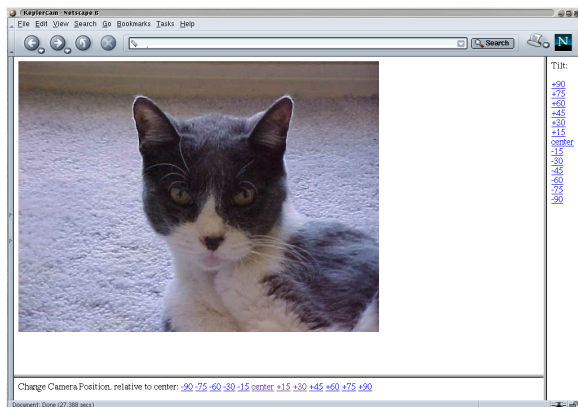 KeplerCam - Netscape 6
File Edit View Search Go Bookmarks Tasks Help
Search
N
Tilt:
+90
+75
+60
+45
+30
+15
center
-15
-30
-45
-60
-75
-90
Change Camera Position, relative to center: -90 -75 -60 -30 -15 center +15 +30 +45 +60 +75 +90
Document: Done (27.388 secs)